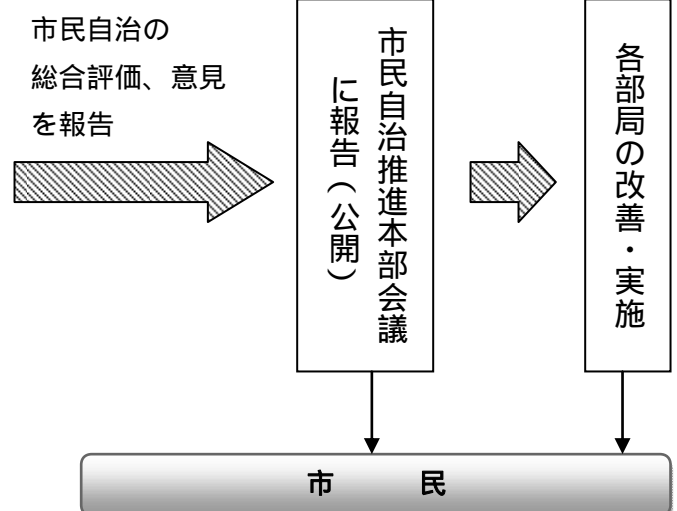 市民自治の
総合評価、意見
を報告
市民自治推進本部会議
に報告（公開）
各部局の改善・実施
市　民